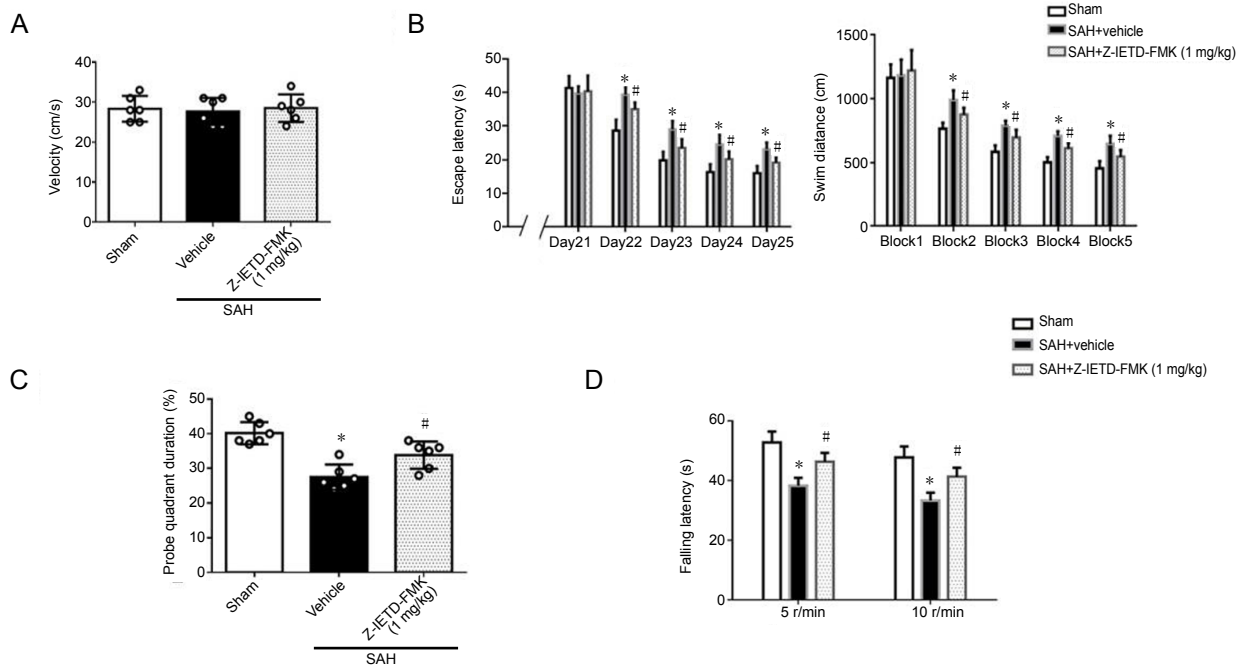 A
Velocity (cm/s)
40
30
20
10
0
Sham
Vehicle
Z-IETD-FMK
(1 mg/kg)
SAH
B
Escape latency (s)
50
40
30
20
10
0
Day21 Day22 Day23 Day24 Day25
* # * # * # * #
Sham
SAH+vehicle
SAH+Z-IETD-FMK (1 mg/kg)
Swim diatance (cm)
1500
1000
500
0
Block1 Block2 Block3 Block4 Block5
* # * # * # * #
C
Probe quadrant duration (%)
50
40
30
20
10
0
* #
Sham
Vehicle
Z-IETD-FMK
(1 mg/kg)
SAH
D
Sham
SAH+vehicle
SAH+Z-IETD-FMK (1 mg/kg)
Falling latency (s)
60
40
20
0
* # * #
5 r/min 10 r/min